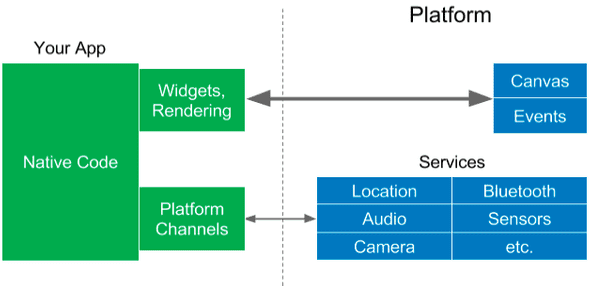 Platform
Your App
Widgets,
Rendering
Canvas
Events
Native Code
Services
Platform
Channels
Location
Bluetooth
Audio
Sensors
Camera
etc.